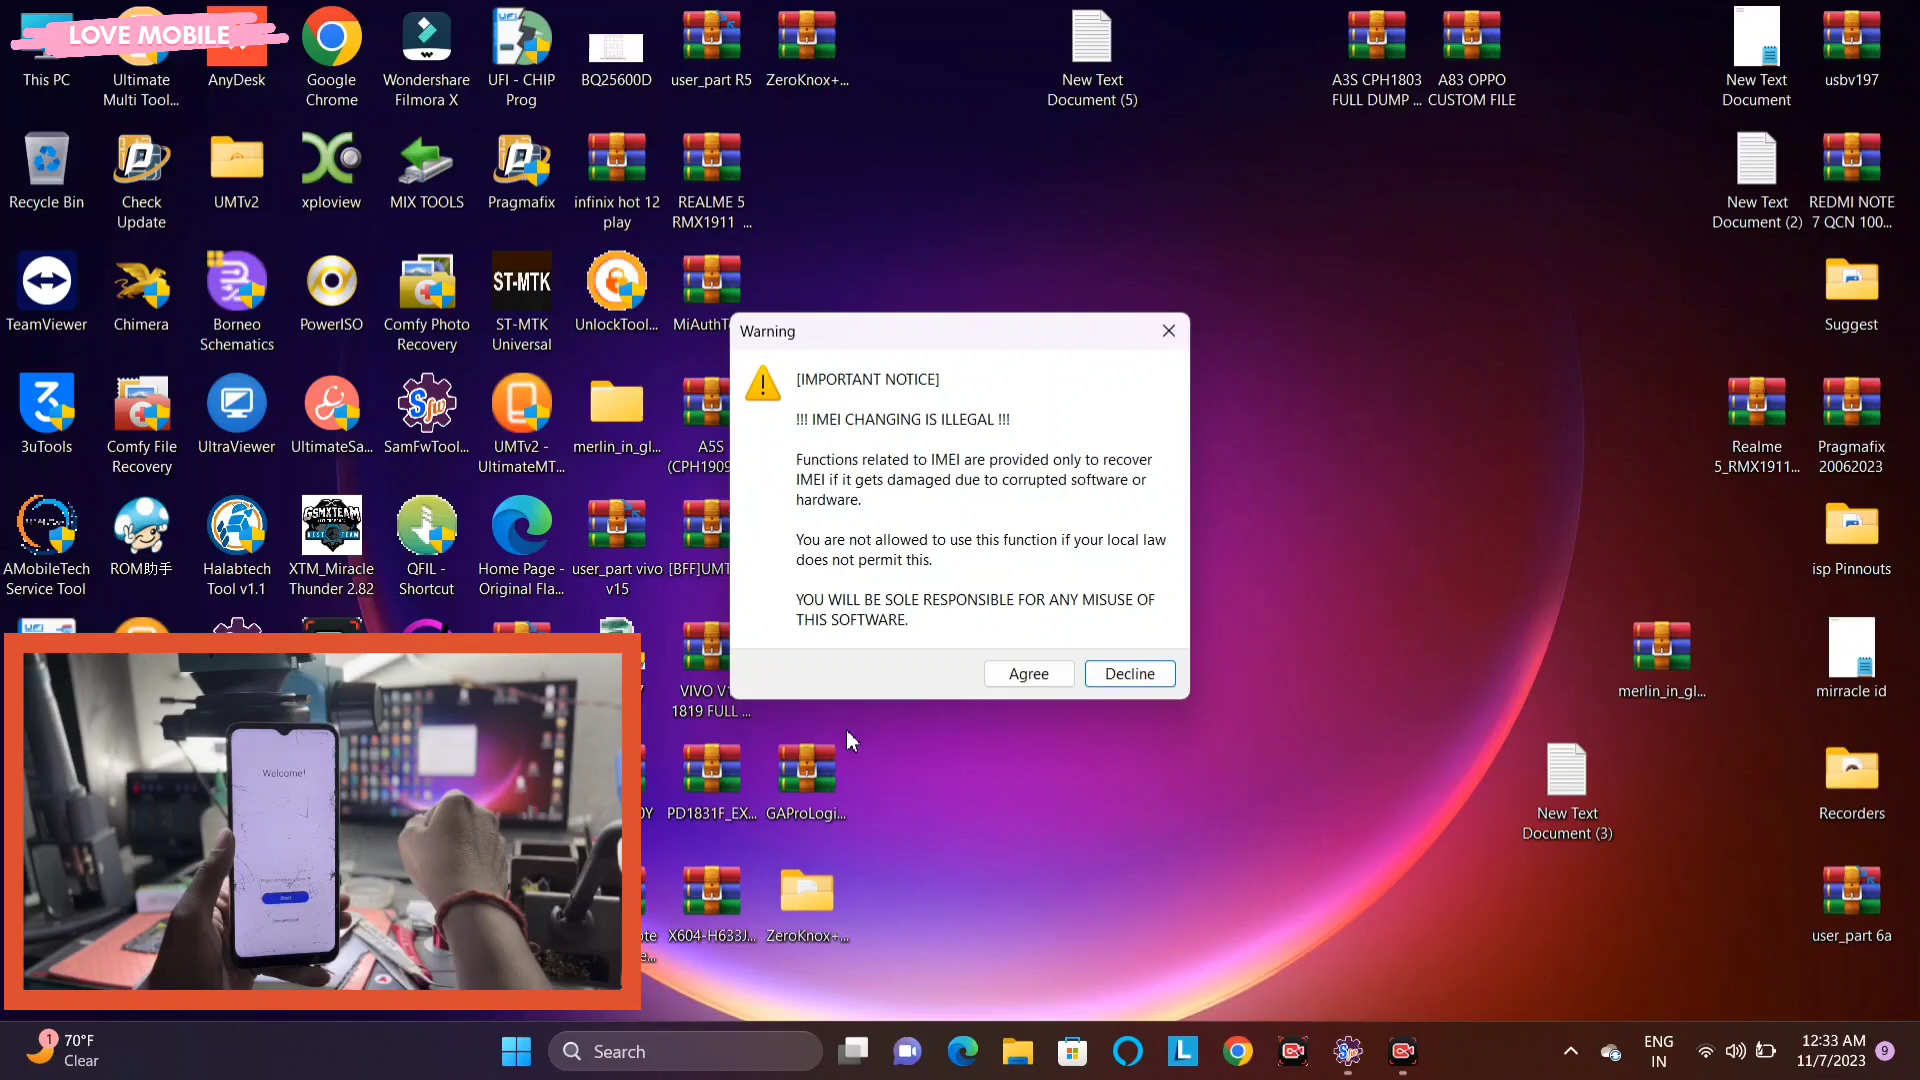 LOVE MOBILE
This PC
Ultimate
Multi Tool...
AnyDesk
Google
Chrome
Wondershare
Filmora X
UFI - CHIP
Prog
BQ25600D
user_part R5
ZeroKnox+...
New Text
Document (5)
A3S CPH1803
FULL DUMP ...
A83 OPPO
CUSTOM FILE
New Text
Document
usbv197
Recycle Bin
Check
Update
UMTv2
xploview
MIX TOOLS
Pragmafix
infinix hot 12
play
REALME 5
RMX1911 ...
New Text
Document (2)
REDMI NOTE
7 QCN 100...
TeamViewer
Chimera
Borneo
Schematics
PowerISO
Comfy Photo
Recovery
ST-MTK
ST-MTK
Universal
UnlockTool...
MiAuthT
Suggest
3uTools
Comfy File
Recovery
UltraViewer
UltimateSa...
SamFwTool...
UMTv2 -
UltimateMT...
merlin_in_gl...
A5S
(CPH1909
Realme
5_RMX1911...
Pragmafix
20062023
AMobileTech
Service Tool
ROM助手
Halabtech
Tool v1.1
GSMXTEAM
BEST TEAM
XTM_Miracle
Thunder 2.82
QFIL -
Shortcut
Home Page -
Original Fla...
user_part vivo
v15
[BFF]UMT
isp Pinnouts
Warning
[IMPORTANT NOTICE]
!!! IMEI CHANGING IS ILLEGAL !!!
Functions related to IMEI are provided only to recover
IMEI if it gets damaged due to corrupted software or
hardware.
You are not allowed to use this function if your local law
does not permit this.
YOU WILL BE SOLE RESPONSIBLE FOR ANY MISUSE OF
THIS SOFTWARE.
Agree
Decline
VIVO V1
1819 FULL ...
merlin_in_gl...
mirracle id
Welcome!
Start
PD1831F_EX...
GAProLogi...
New Text
Document (3)
Recorders
X604-H633J...
ZeroKnox+...
user_part 6a
1
70°F
Clear
Search
ENG
IN
12:33 AM
11/7/2023
9